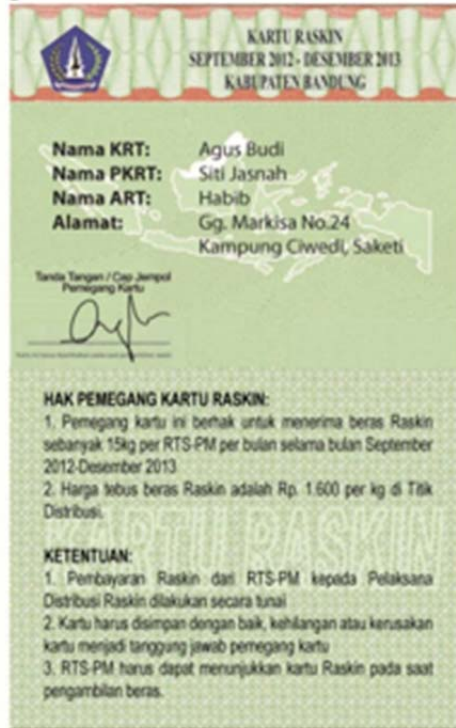 KARTU RASKIN
SEPTEMBER 2012 - DESEMBER 2013
KABUPATEN BANDUNG
Nama KRT: Agus Budi
Nama PKRT: Siti Jasnah
Nama ART: Habib
Alamat: Gg. Markisa No.24
Kampung Ciwedi, Saketi
Tanda Tangan / Cap Jempol
Pemegang Kartu
HAK PEMEGANG KARTU RASKIN:
1. Pemegang kartu ini berhak untuk menerima beras Raskin
sebanyak 15kg per RTS-PM per bulan selama bulan September
2012-Desember 2013
2. Harga tebus beras Raskin adalah Rp. 1.600 per kg di Titik
Distribusi.
KARTU RASKIN
KETENTUAN:
1. Pembayaran Raskin dari RTS-PM kepada Pelaksana
Distribusi Raskin dilakukan secara tunai
2. Kartu harus disimpan dengan baik, kehilangan atau kerusakan
kartu menjadi tanggung jawab pemegang kartu
3. RTS-PM harus dapat menunjukkan kartu Raskin pada saat
pengambilan beras.